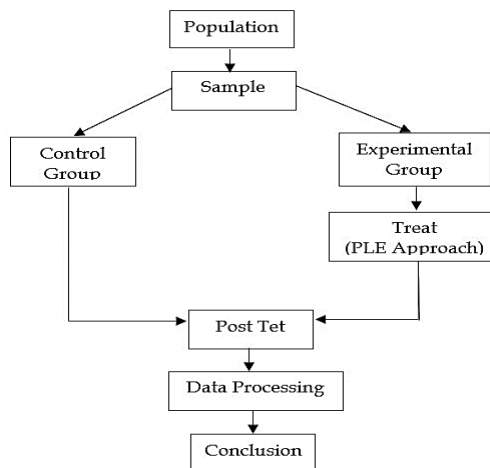 Population
Sample
Control
Group
Experimental
Group
Treat
(PLE Approach)
Post Tet
Data Processing
Conclusion